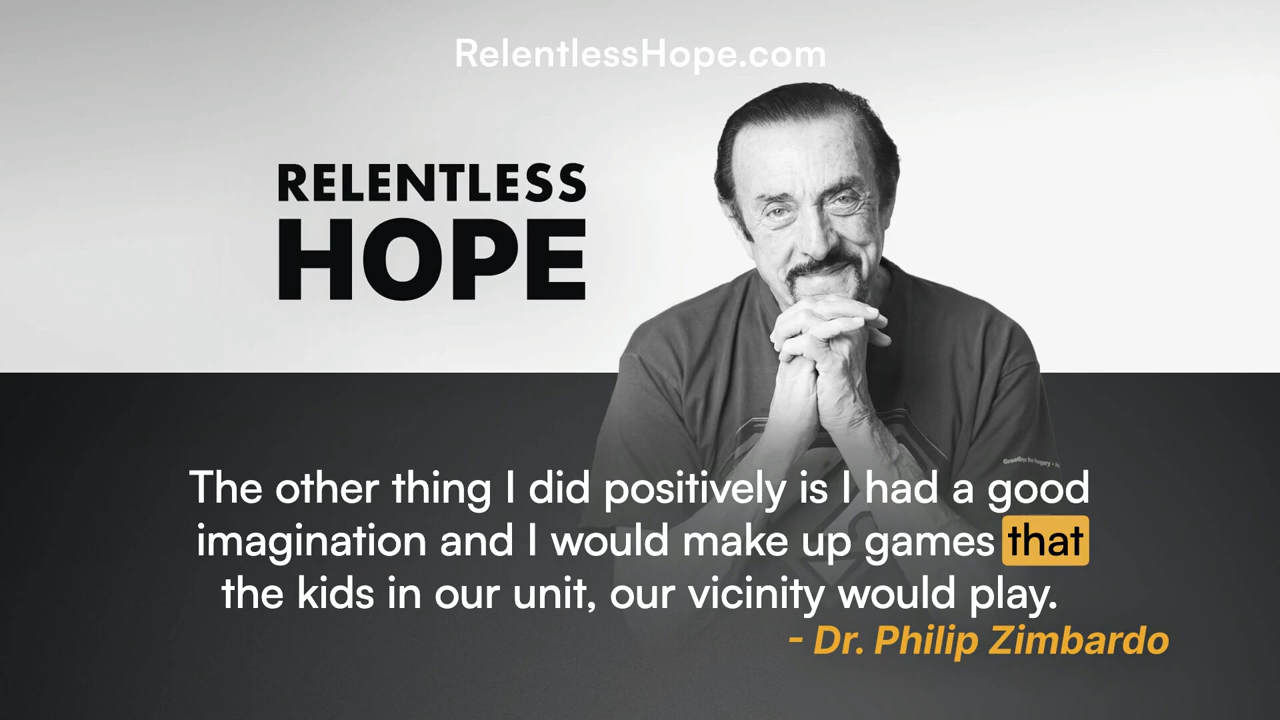 RelentlessHope.com
RELENTLESS
HOPE
The other thing I did positively is I had a good
imagination and I would make up games that
the kids in our unit, our vicinity would play.
- Dr. Philip Zimbardo